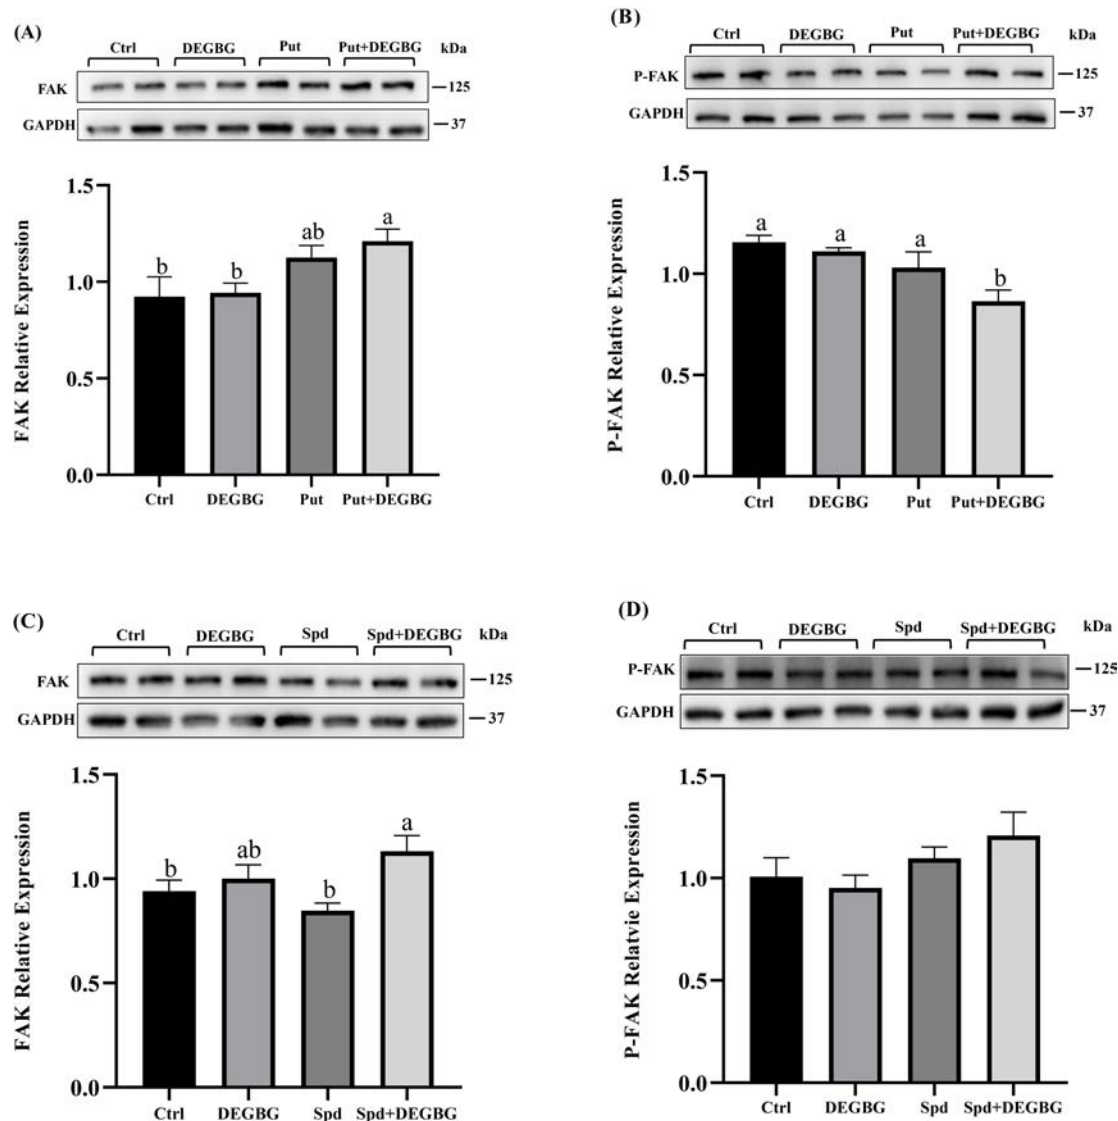 (A)
Ctrl DEGBG Put Put+DEGBG kDa
FAK 125
GAPDH 37
FAK Relative Expression
1.5
1.0
0.5
0.0
b b ab a
Ctrl DEGBG Put Put+DEGBG
(B)
Ctrl DEGBG Put Put+DEGBG kDa
P-FAK 125
GAPDH 37
P-FAK Relative Expression
1.5
1.0
0.5
0.0
a a a b
Ctrl DEGBG Put Put+DEGBG
(C)
Ctrl DEGBG Spd Spd+DEGBG kDa
FAK 125
GAPDH 37
FAK Relative Expression
1.5
1.0
0.5
0.0
b ab b a
Ctrl DEGBG Spd Spd+DEGBG
(D)
Ctrl DEGBG Spd Spd+DEGBG kDa
P-FAK 125
GAPDH 37
P-FAK Relatvie Expression
1.5
1.0
0.5
0.0
Ctrl DEGBG Spd Spd+DEGBG